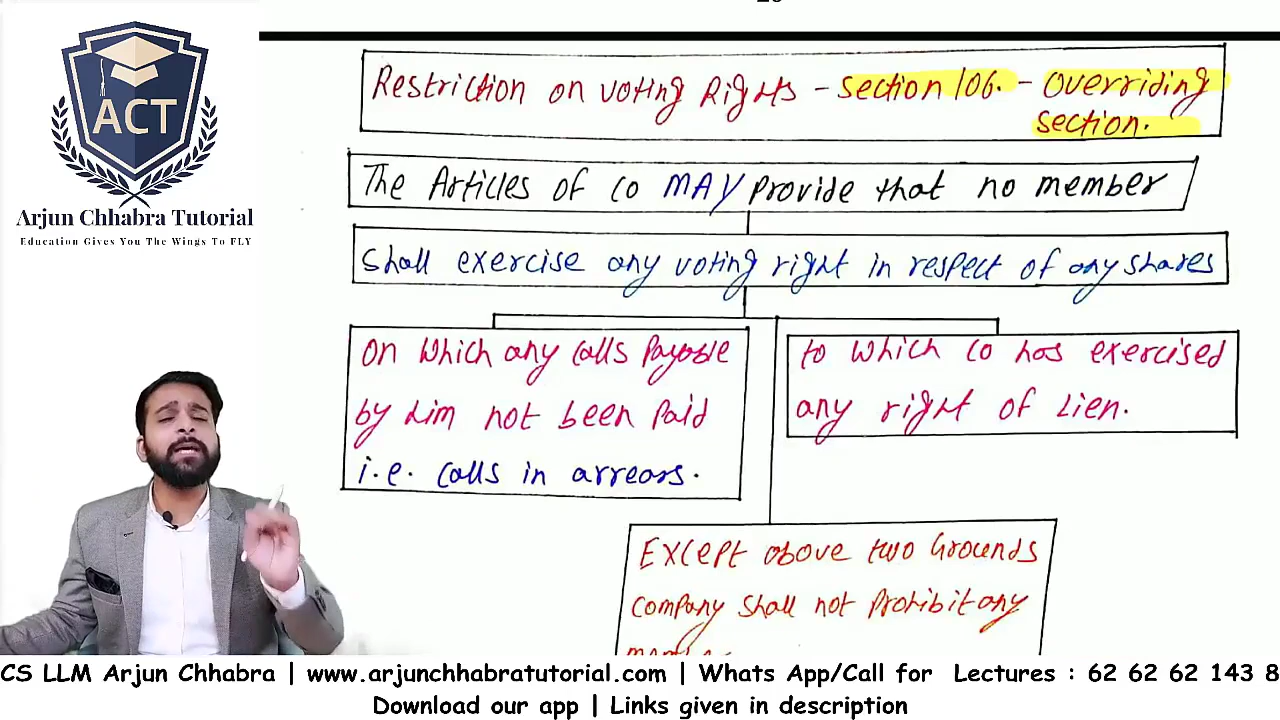 ACT
Arjun Chhabra Tutorial
Education Gives You The Wings To FLY
Restriction on voting Rights - Section 106. - Overriding
section.
The Articles of Co MAY provide that no member
shall exercise any voting right in respect of any shares
on which any calls payable
by him not been paid
i.e. calls in arrears.
to which Co has exercised
any right of Lien.
Except above two Grounds
company shall not prohibit any
CS LLM Arjun Chhabra | www.arjunchhabratutorial.com | Whats App/Call for Lectures : 62 62 62 143 8
Download our app | Links given in description